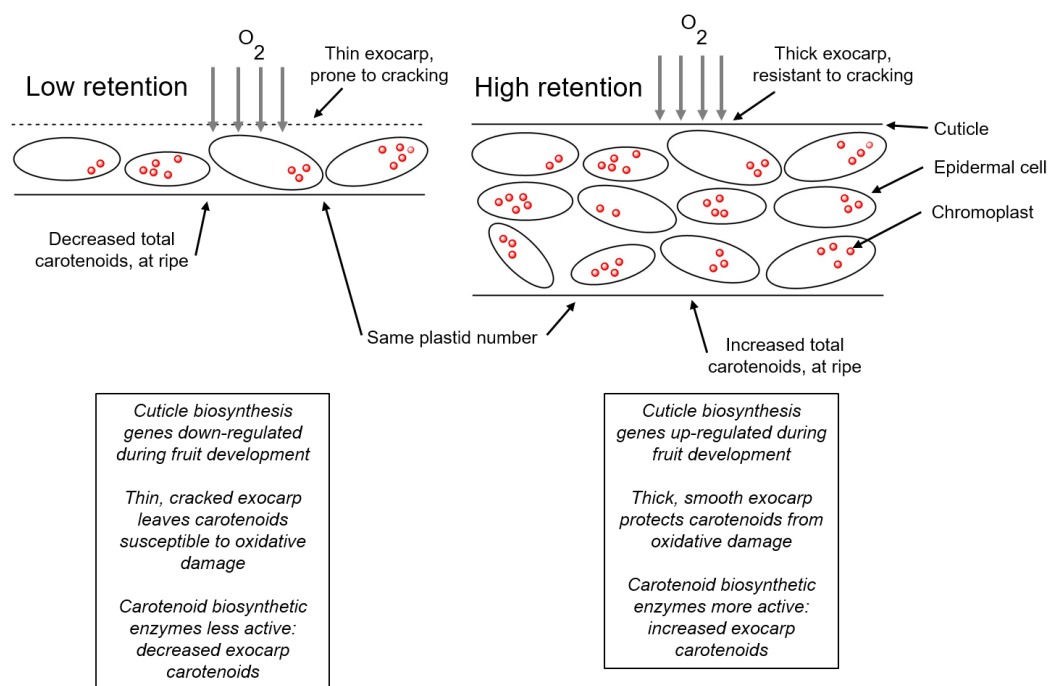 O2
Thin exocarp,
prone to cracking
Low retention
Decreased total
carotenoids, at ripe
O2
Thick exocarp,
resistant to cracking
High retention
Cuticle
Epidermal cell
Chromoplast
Same plastid number
Increased total
carotenoids, at ripe
Cuticle biosynthesis
genes down-regulated
during fruit development
Thin, cracked exocarp
leaves carotenoids
susceptible to oxidative
damage
Carotenoid biosynthetic
enzymes less active:
decreased exocarp
carotenoids
Cuticle biosynthesis
genes up-regulated during
fruit development
Thick, smooth exocarp
protects carotenoids from
oxidative damage
Carotenoid biosynthetic
enzymes more active:
increased exocarp
carotenoids